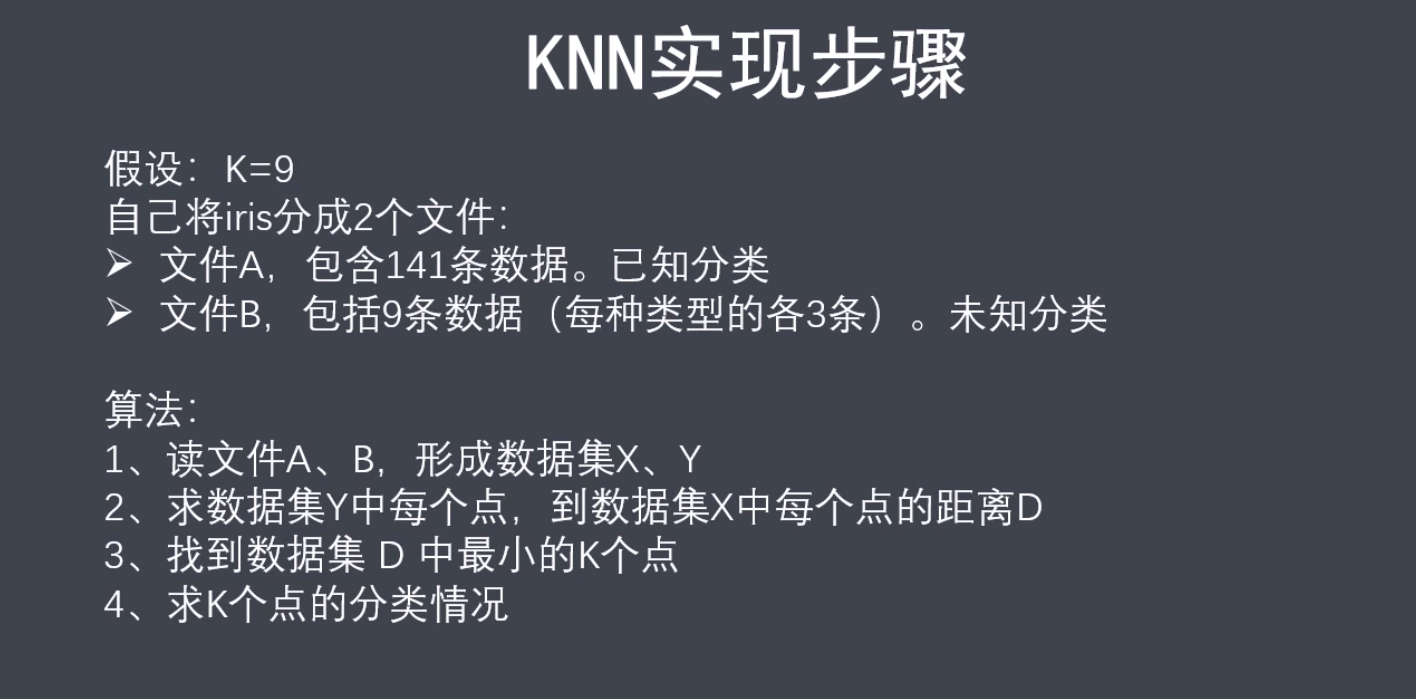 KNN实现步骤
假设：K=9
自己将iris分成2个文件：
➢ 文件A，包含141条数据。已知分类
➢ 文件B，包括9条数据（每种类型的各3条）。未知分类
算法：
1、读文件A、B，形成数据集X、Y
2、求数据集Y中每个点，到数据集X中每个点的距离D
3、找到数据集 D 中最小的K个点
4、求K个点的分类情况